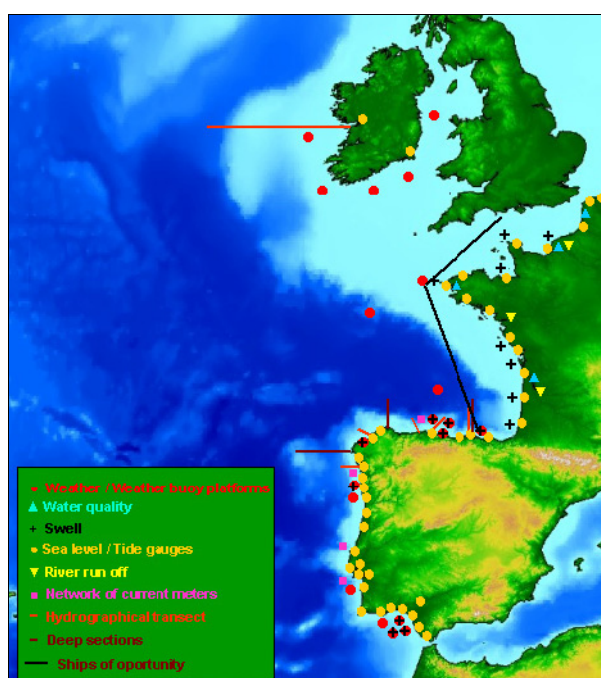 Weather / Weather buoy platforms
Water quality
Swell
Sea level / Tide gauges
River run off
Network of current meters
Hydrographical transect
Deep sections
Ships of oportunity